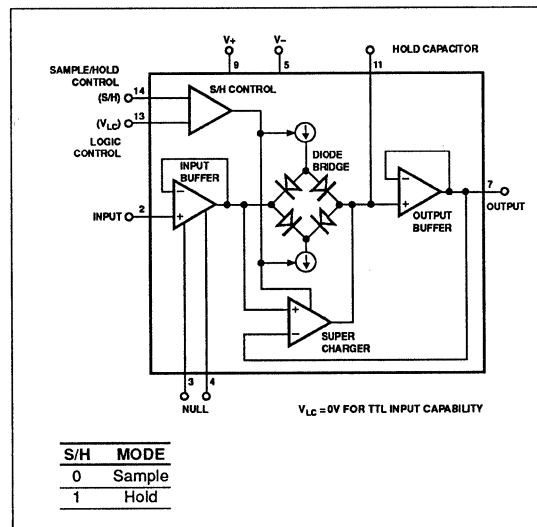 V+
V–
HOLD CAPACITOR
9
5
11
SAMPLE/HOLD
CONTROL
(S/H)
14
S/H CONTROL
(VLC)
13
LOGIC
CONTROL
INPUT
BUFFER
DIODE
BRIDGE
INPUT
2
7
OUTPUT
OUTPUT
BUFFER
–
+
–
+
+
–
SUPER
CHARGER
3
4
NULL
VLC = 0V FOR TTL INPUT CAPABILITY
S/H MODE
0 Sample
1 Hold